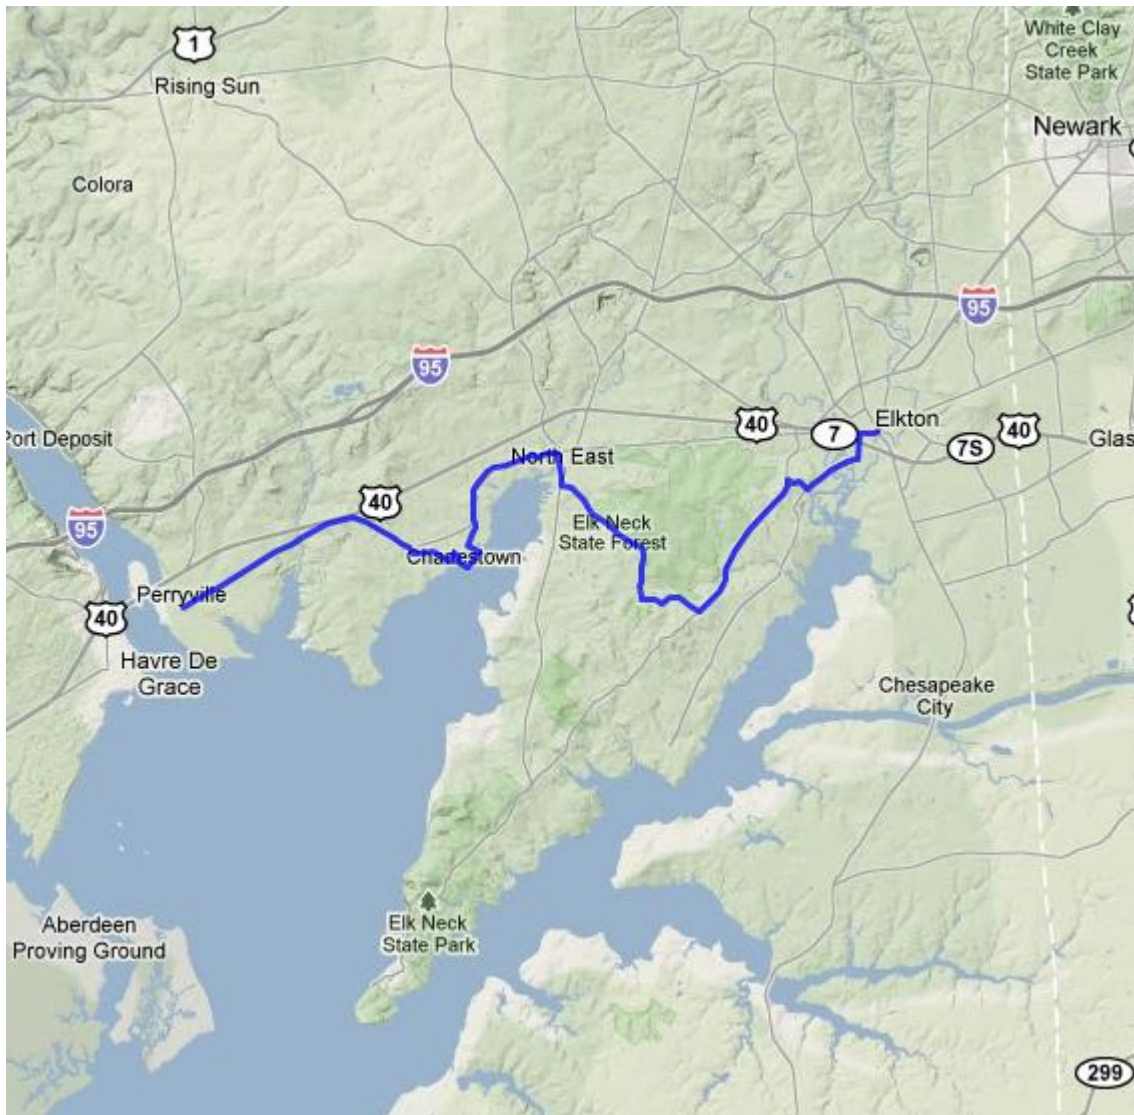 White Clay
Creek
State Park
1
Rising Sun
Newark
Colora
95
95
40
Elkton
7
40
7S
Port Deposit
Glas
North East
40
95
Elk Neck
State Forest
Charlestown
Perryville
40
Havre De
Grace
Chesapeake
City
Elk Neck
State Park
Aberdeen
Proving Ground
299